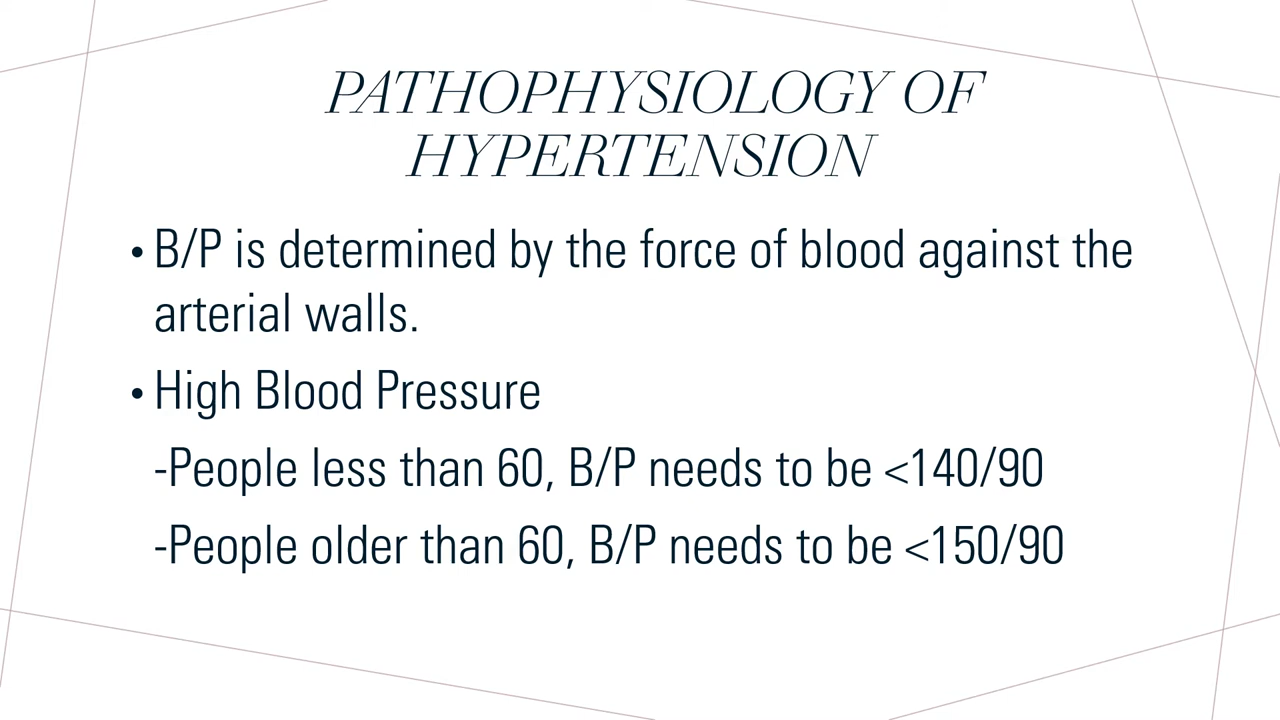 PATHOPHYSIOLOGY OF
HYPERTENSION
• B/P is determined by the force of blood against the
arterial walls.
• High Blood Pressure
-People less than 60, B/P needs to be <140/90
-People older than 60, B/P needs to be <150/90